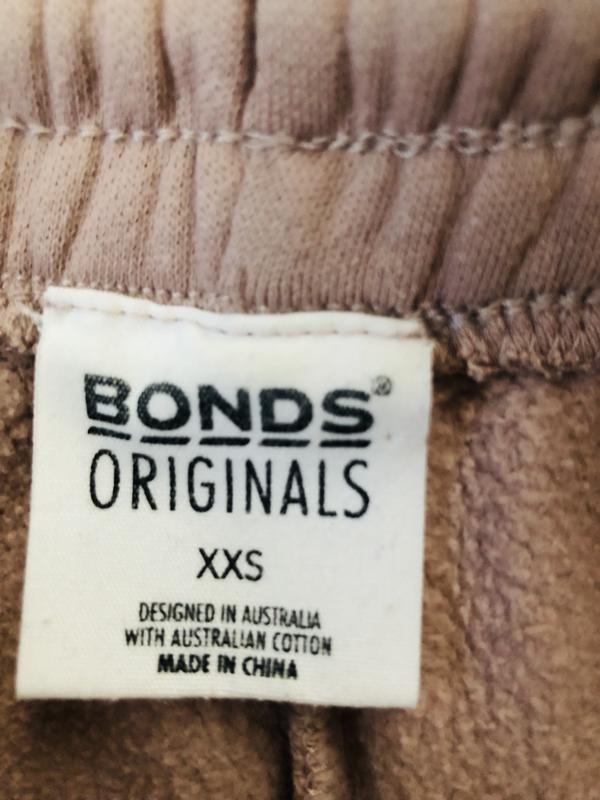 BONDS®
ORIGINALS
XXS
DESIGNED IN AUSTRALIA
WITH AUSTRALIAN COTTON
MADE IN CHINA